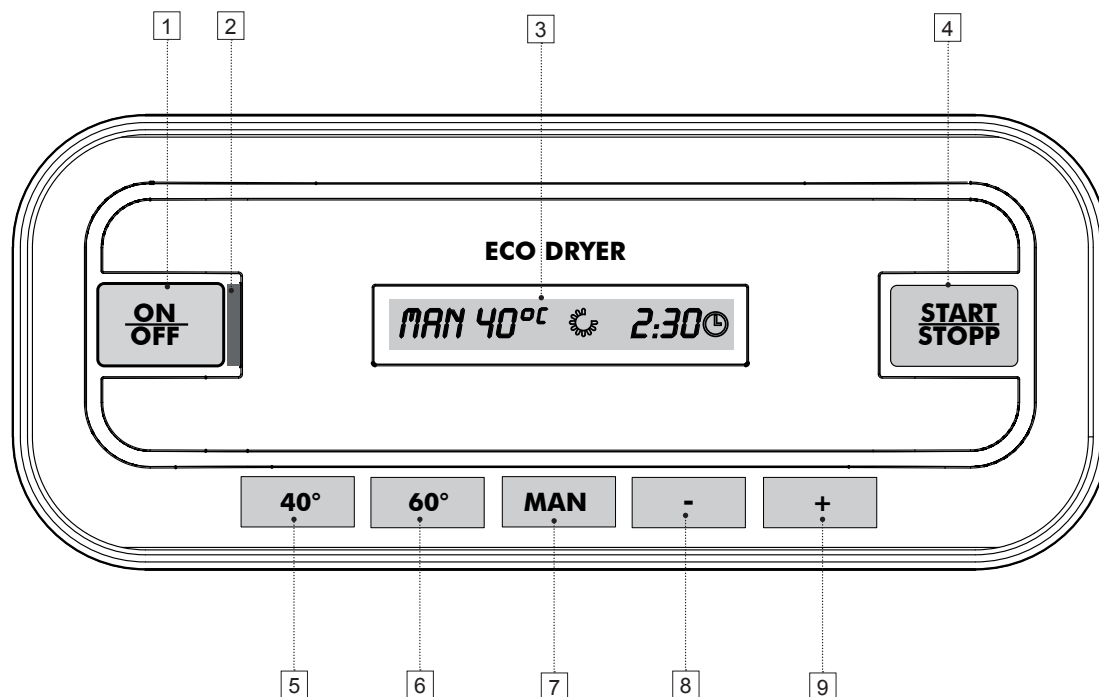 1 2 3 4
ECO DRYER
ON
OFF
MAN 40°C 2:30
START
STOPP
40° 60° MAN - +
5 6 7 8 9